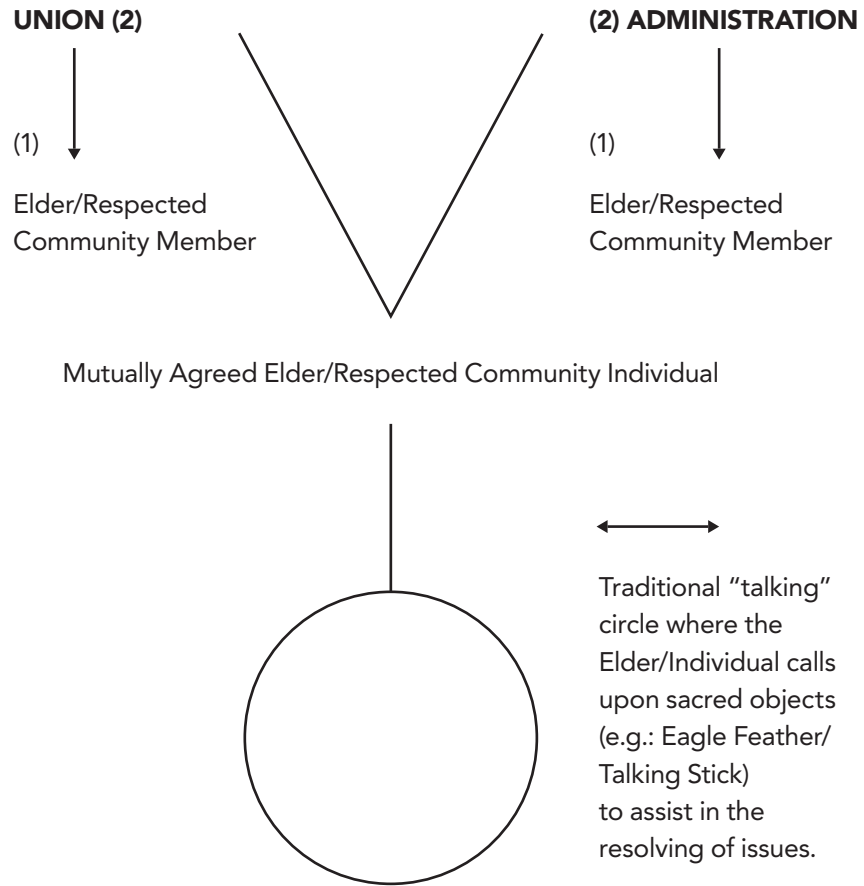 UNION (2)
(2) ADMINISTRATION
(1)
Elder/Respected
Community Member
(1)
Elder/Respected
Community Member
Mutually Agreed Elder/Respected Community Individual
Traditional “talking”
circle where the
Elder/Individual calls
upon sacred objects
(e.g.: Eagle Feather/
Talking Stick)
to assist in the
resolving of issues.